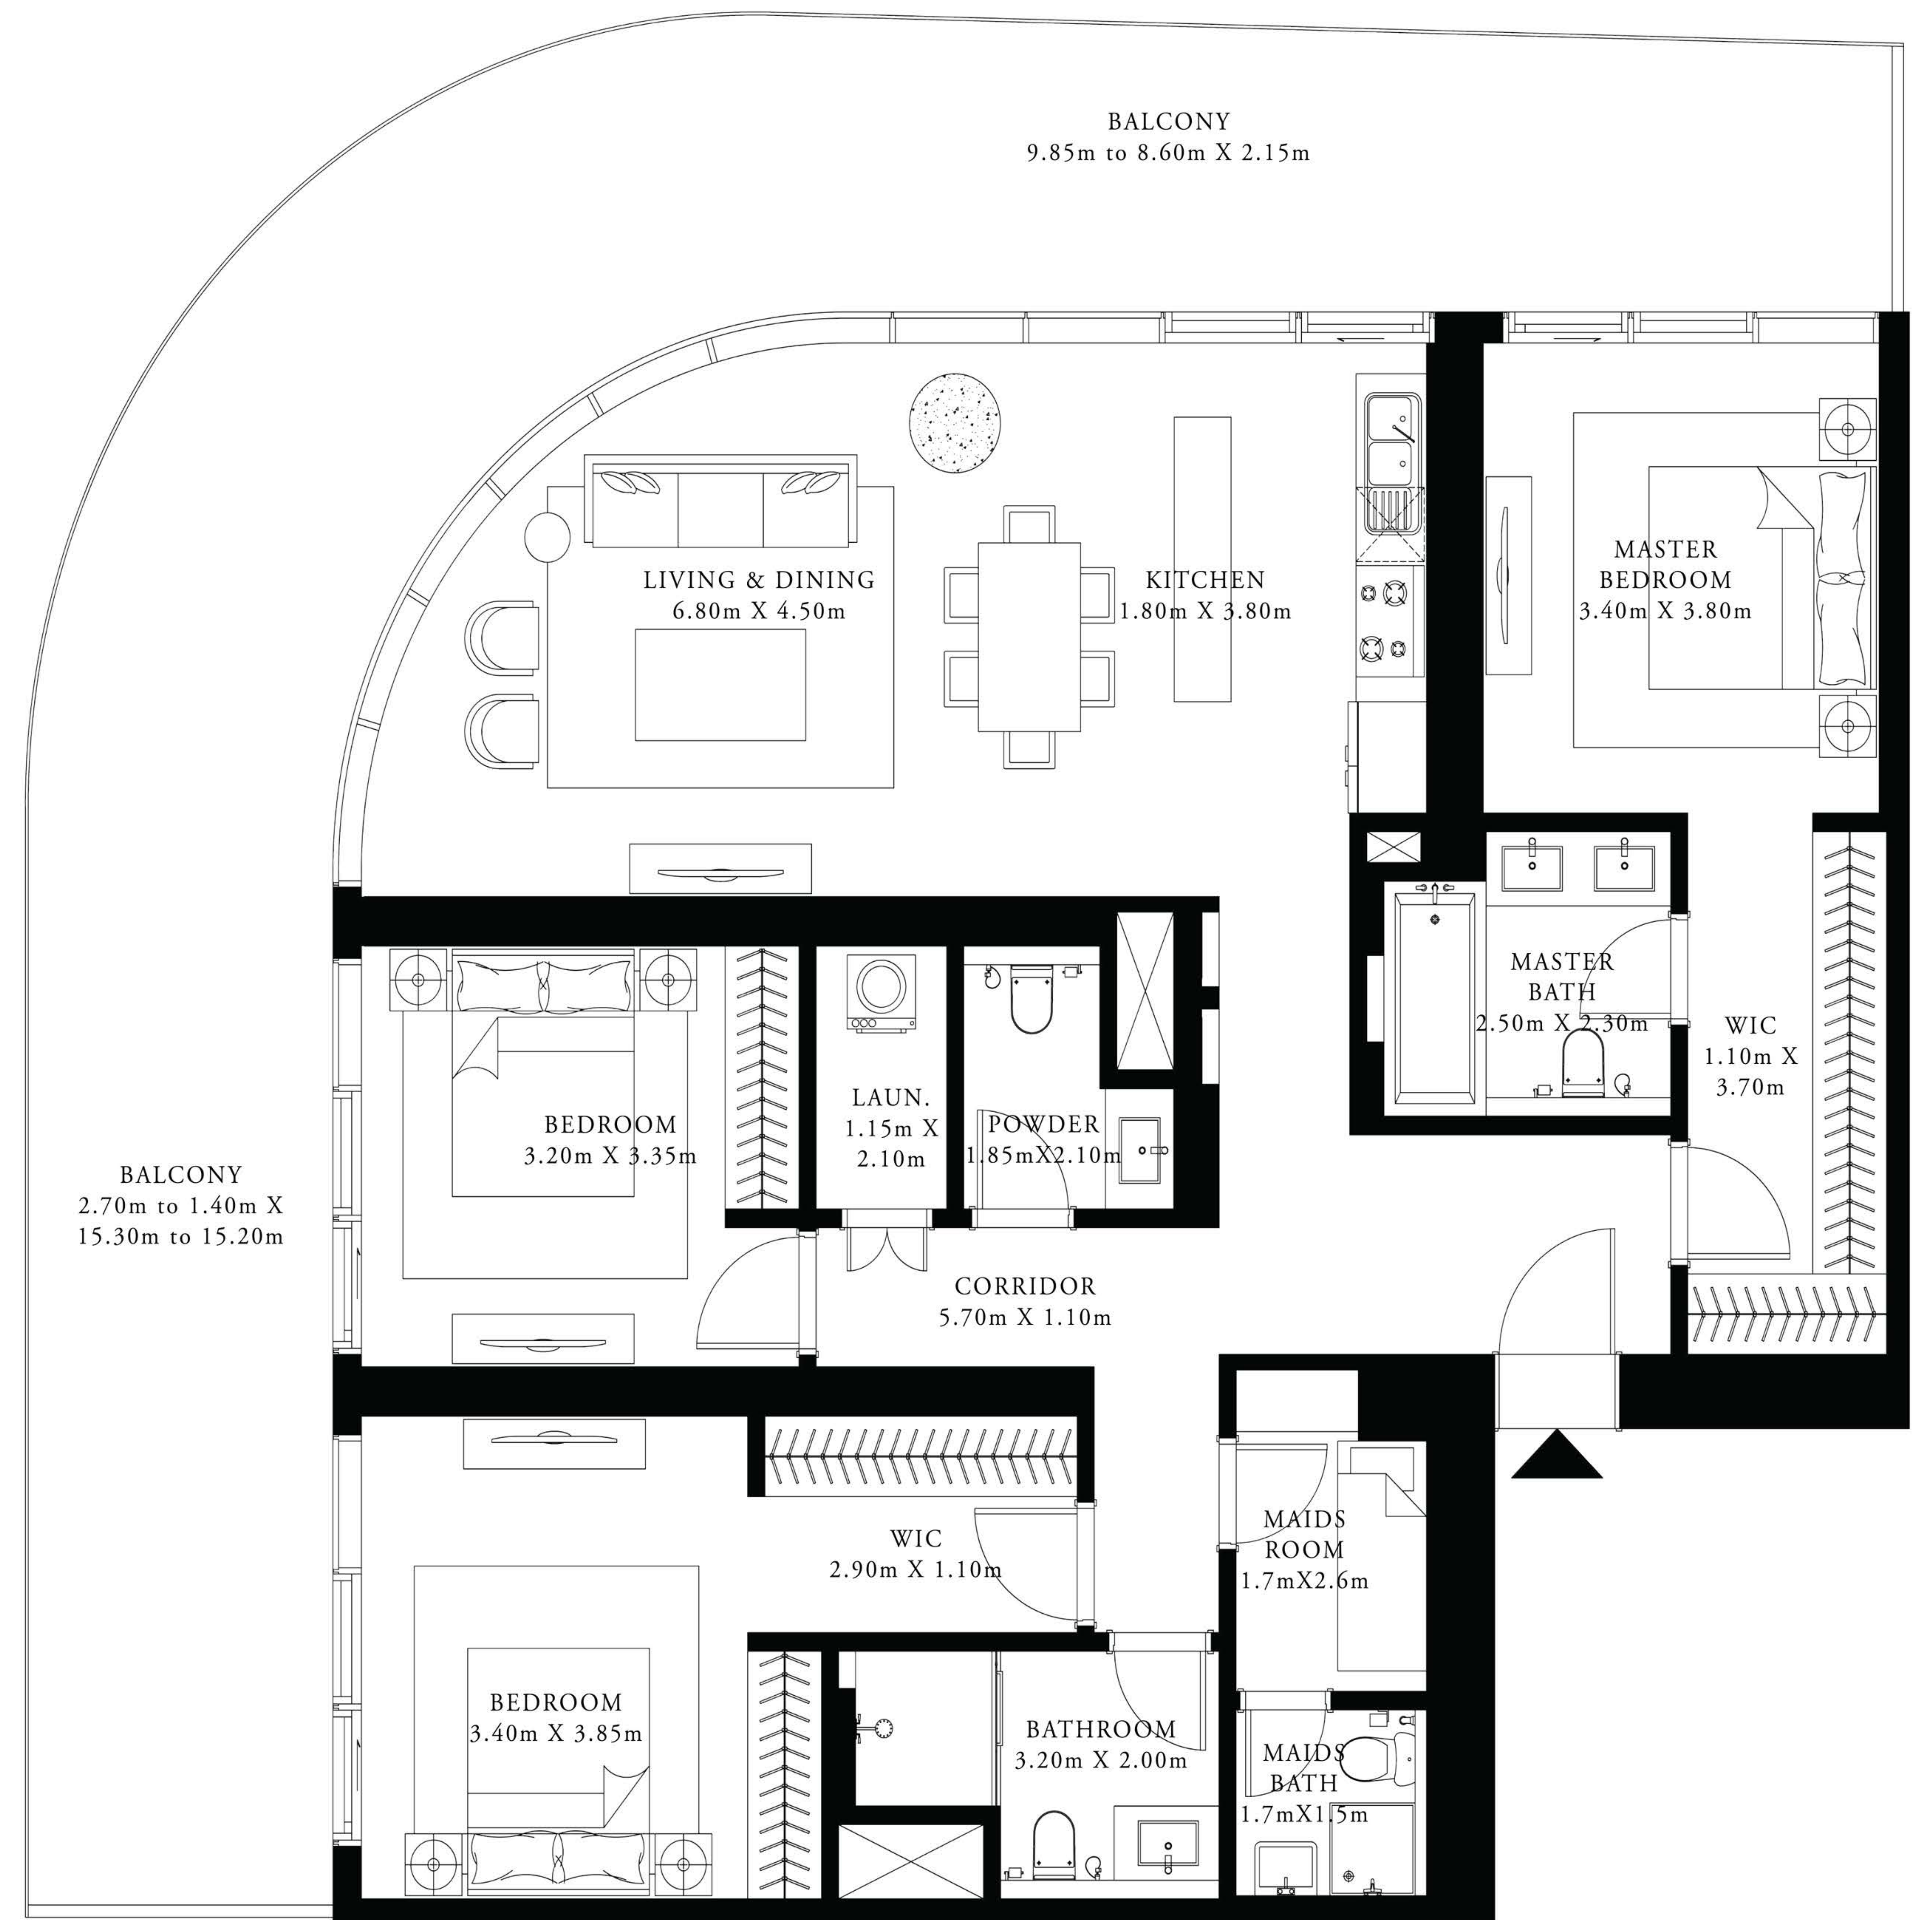 BALCONY
9.85m to 8.60m X 2.15m
LIVING & DINING
6.80m X 4.50m
KITCHEN
1.80m X 3.80m
MASTER
BEDROOM
3.40m X 3.80m
MASTER
BATH
2.50m X 2.30m
WIC
1.10m X
3.70m
BEDROOM
3.20m X 3.35m
LAUN.
1.15m X
2.10m
POWDER
1.85mX2.10m
BALCONY
2.70m to 1.40m X
15.30m to 15.20m
CORRIDOR
5.70m X 1.10m
WIC
2.90m X 1.10m
MAIDS
ROOM
1.7mX2.6m
BEDROOM
3.40m X 3.85m
BATHROOM
3.20m X 2.00m
MAIDS
BATH
1.7mX1.5m